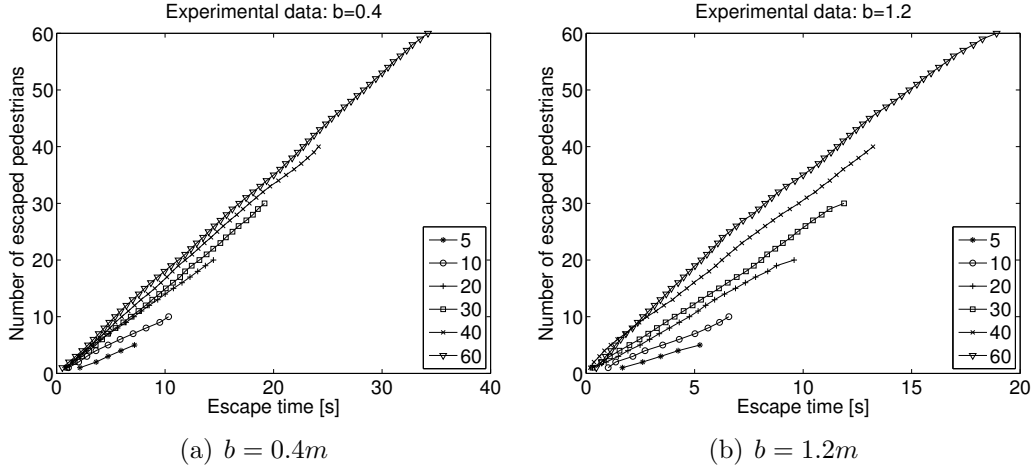 Experimental data: b=0.4
60
50
40
30
20
10
0
Number of escaped pedestrians
0 10 20 30 40
Escape time [s]
5
10
20
30
40
60
(a) b = 0.4m
Experimental data: b=1.2
60
50
40
30
20
10
0
Number of escaped pedestrians
0 5 10 15 20
Escape time [s]
5
10
20
30
40
60
(b) b = 1.2m